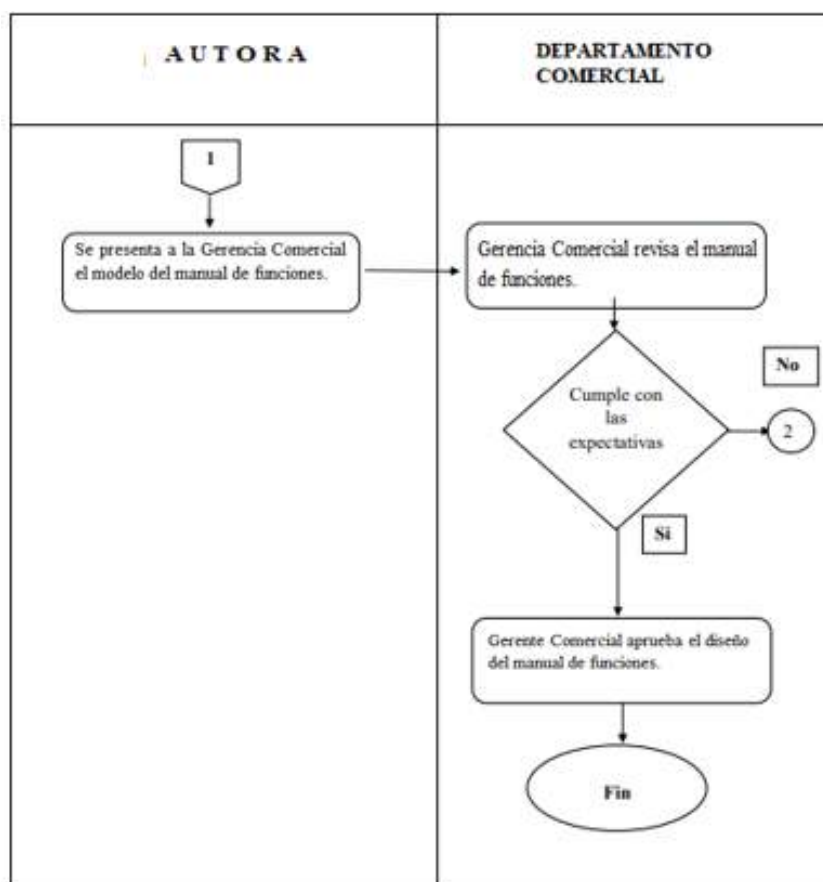 A U T O R A
DEPARTAMENTO
COMERCIAL
1
Se presenta a la Gerencia Comercial
el modelo del manual de funciones.
Gerencia Comercial revisa el manual
de funciones.
No
Cumple con
las
expectativas
2
Si
Gerente Comercial aprueba el diseño
del manual de funciones.
Fin